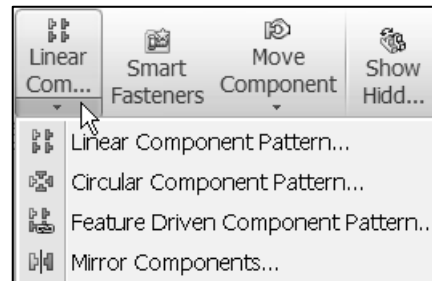 Linear
Com...
Smart
Fasteners
Move
Component
Show
Hidd...
Linear Component Pattern...
Circular Component Pattern...
Feature Driven Component Pattern..
Mirror Components...